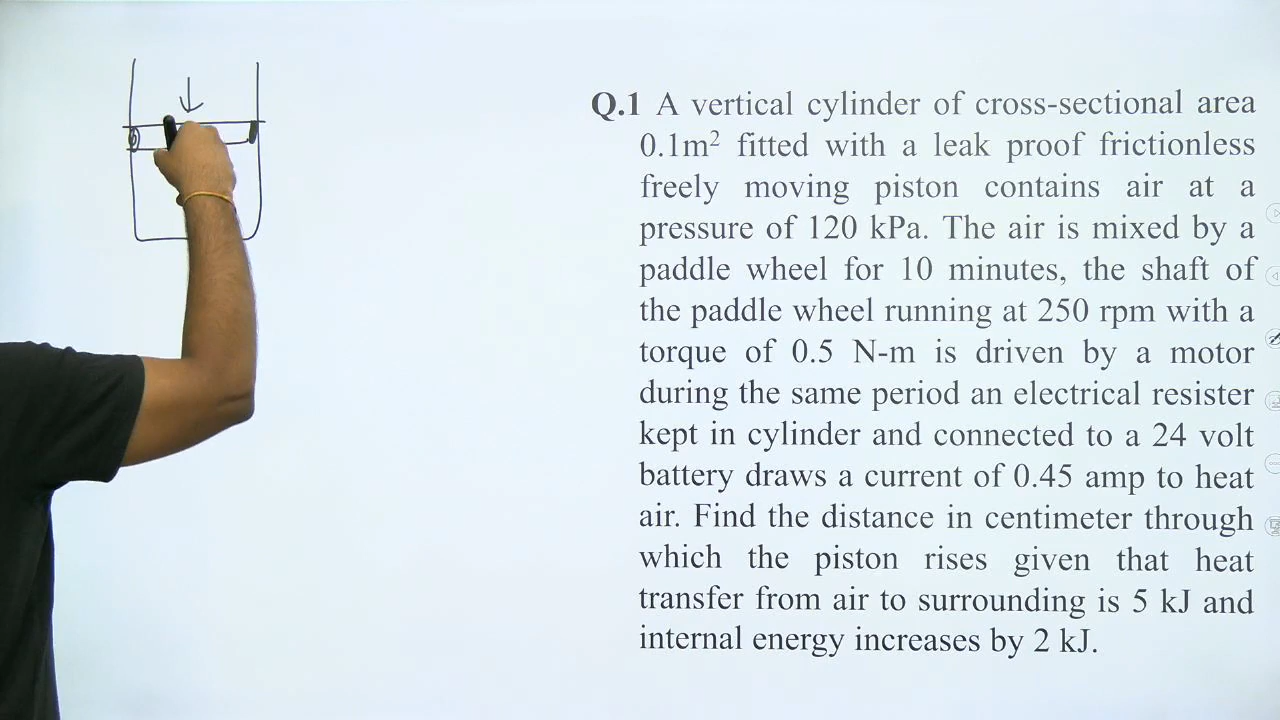 Q.1 A vertical cylinder of cross-sectional area
0.1m² fitted with a leak proof frictionless
freely moving piston contains air at a
pressure of 120 kPa. The air is mixed by a
paddle wheel for 10 minutes, the shaft of
the paddle wheel running at 250 rpm with a
torque of 0.5 N-m is driven by a motor
during the same period an electrical resister
kept in cylinder and connected to a 24 volt
battery draws a current of 0.45 amp to heat
air. Find the distance in centimeter through
which the piston rises given that heat
transfer from air to surrounding is 5 kJ and
internal energy increases by 2 kJ.